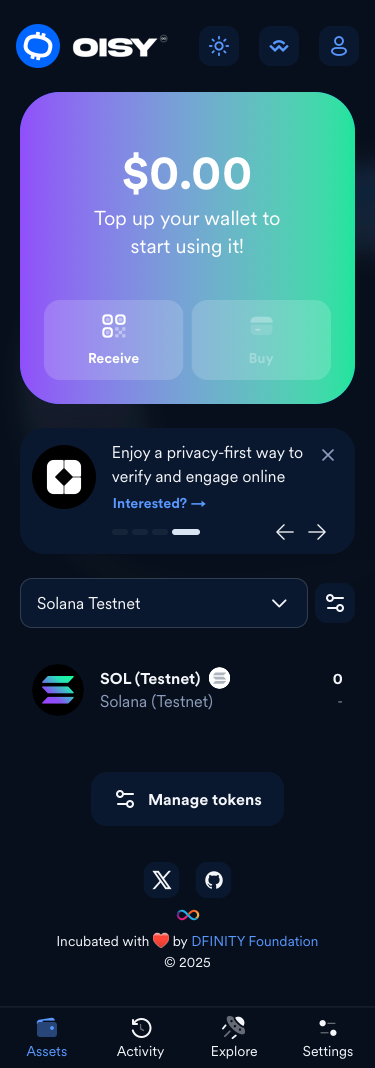 OISY
$0.00
Top up your wallet to
start using it!
Receive
Buy
Enjoy a privacy-first way to
verify and engage online
Interested? →
Solana Testnet
SOL (Testnet)
0
Solana (Testnet)
-
Manage tokens
Incubated with ❤️ by DFINITY Foundation
© 2025
Assets
Activity
Explore
Settings